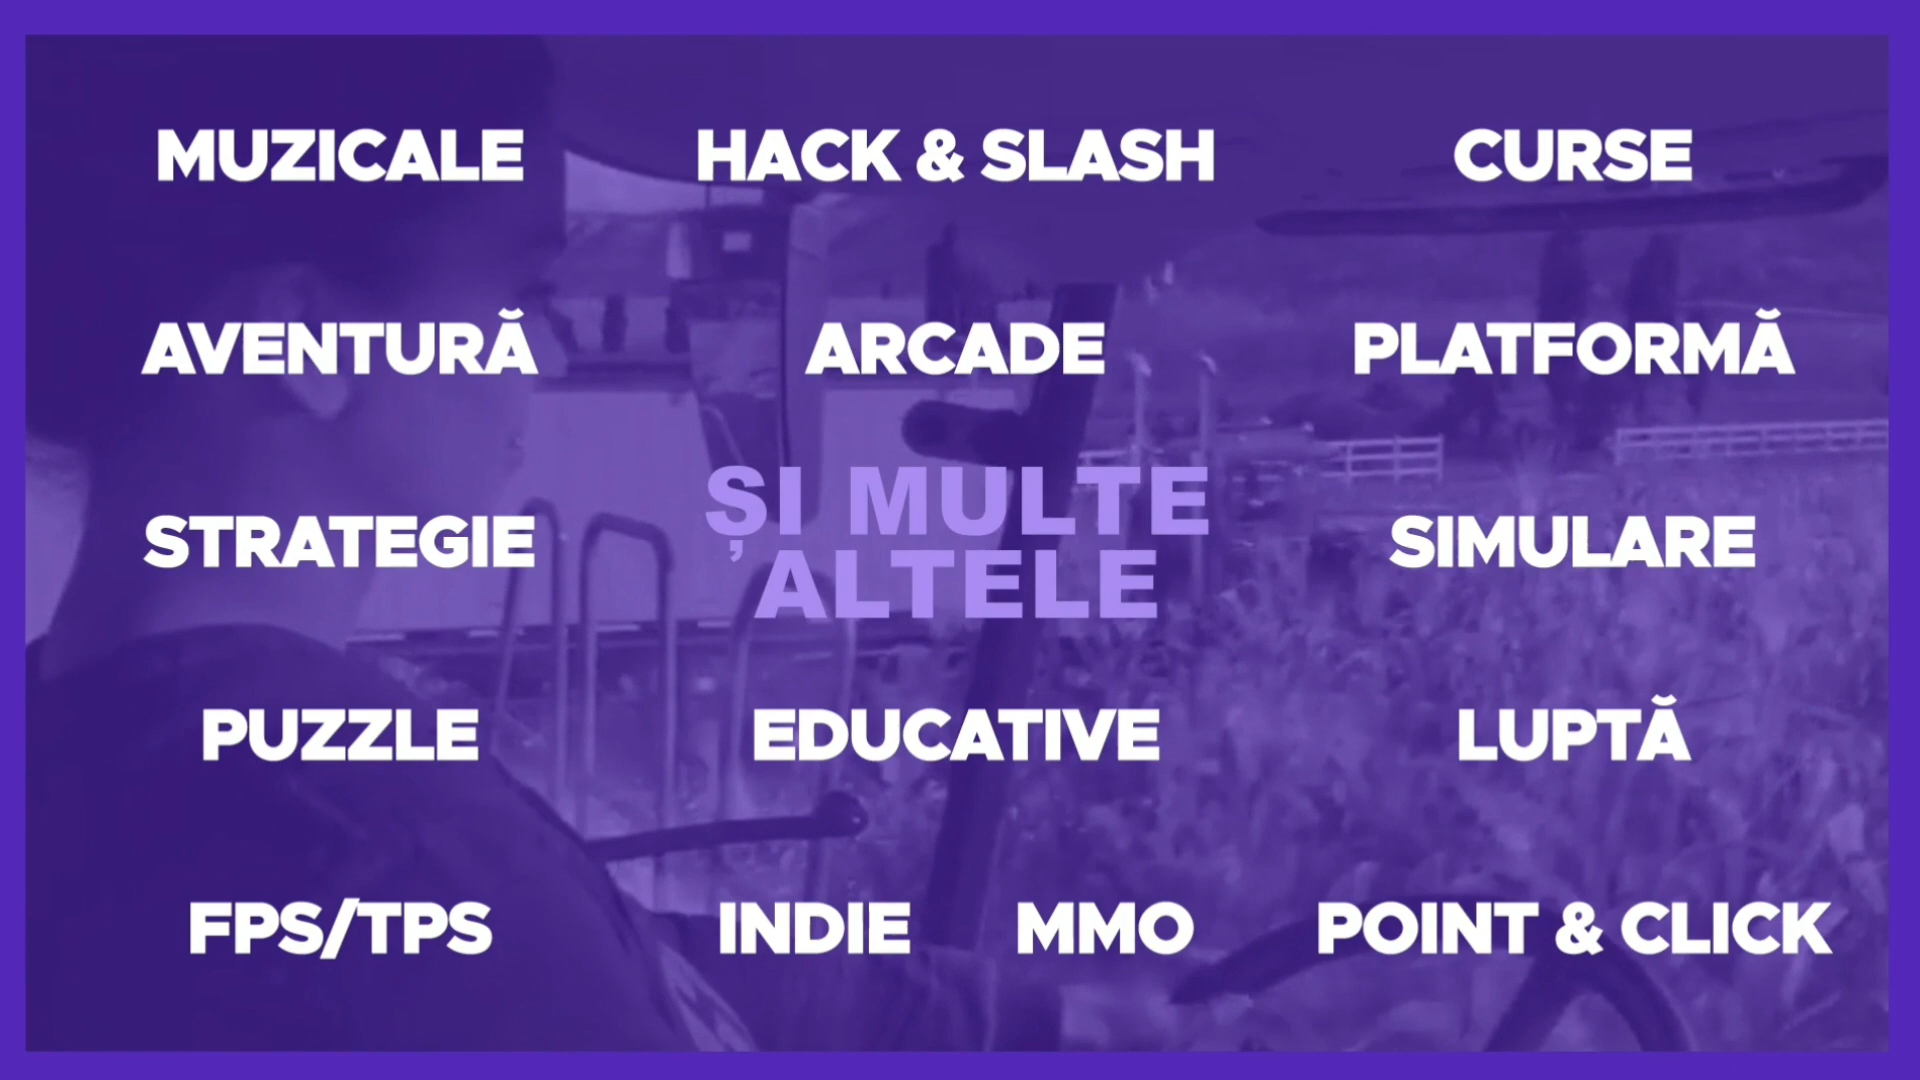 MUZICALE
HACK & SLASH
CURSE
AVENTURĂ
ARCADE
PLATFORMĂ
STRATEGIE
ȘI MULTE
ALTELE
SIMULARE
PUZZLE
EDUCATIVE
LUPTĂ
FPS/TPS
INDIE
MMO
POINT & CLICK